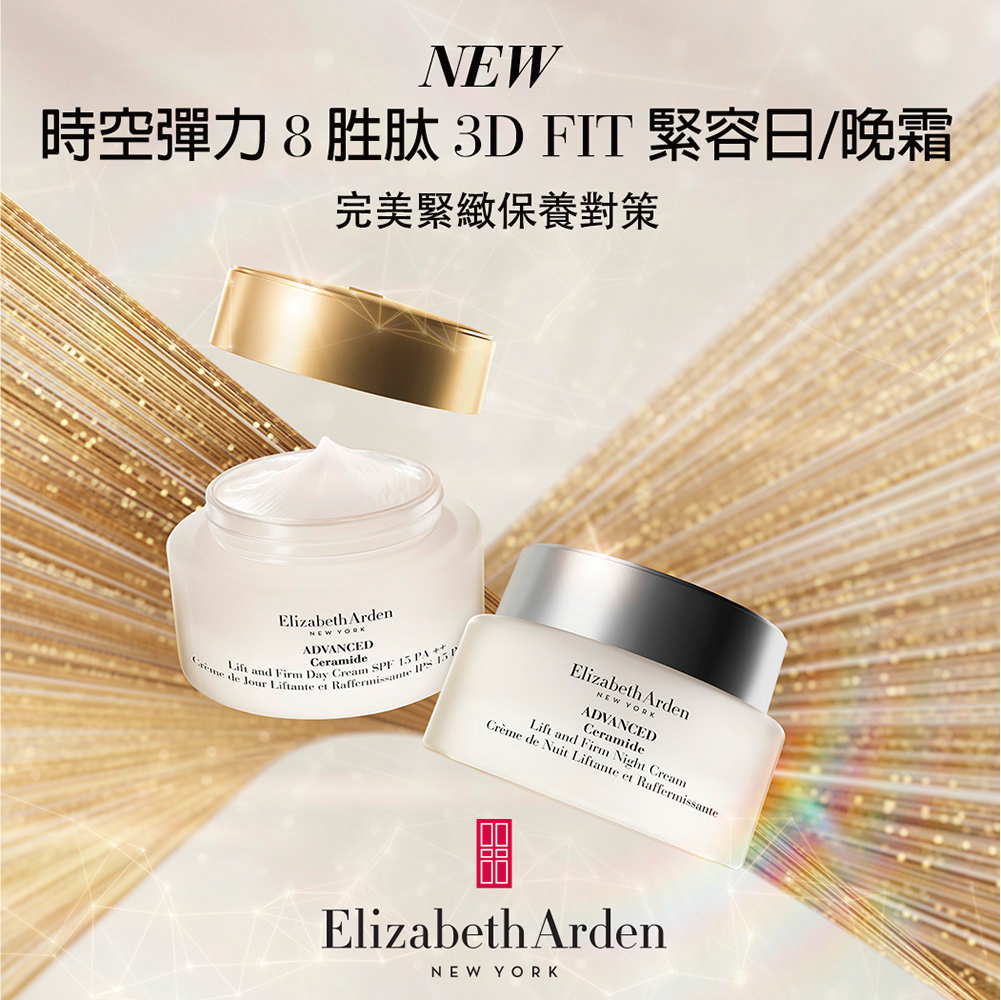 NEW
時空彈力 8 胜肽 3D FIT 緊容日/晚霜
完美緊緻保養對策
Elizabeth Arden
NEW YORK
ADVANCED
Ceramide
Lift and Firm Day Cream SPF 15 PA ++
Crème de Jour Liftante et Raffermissante IPS 15 P
Elizabeth Arden
NEW YORK
ADVANCED
Ceramide
Lift and Firm Night Cream
Crème de Nuit Liftante et Raffermissante
Elizabeth Arden
NEW YORK